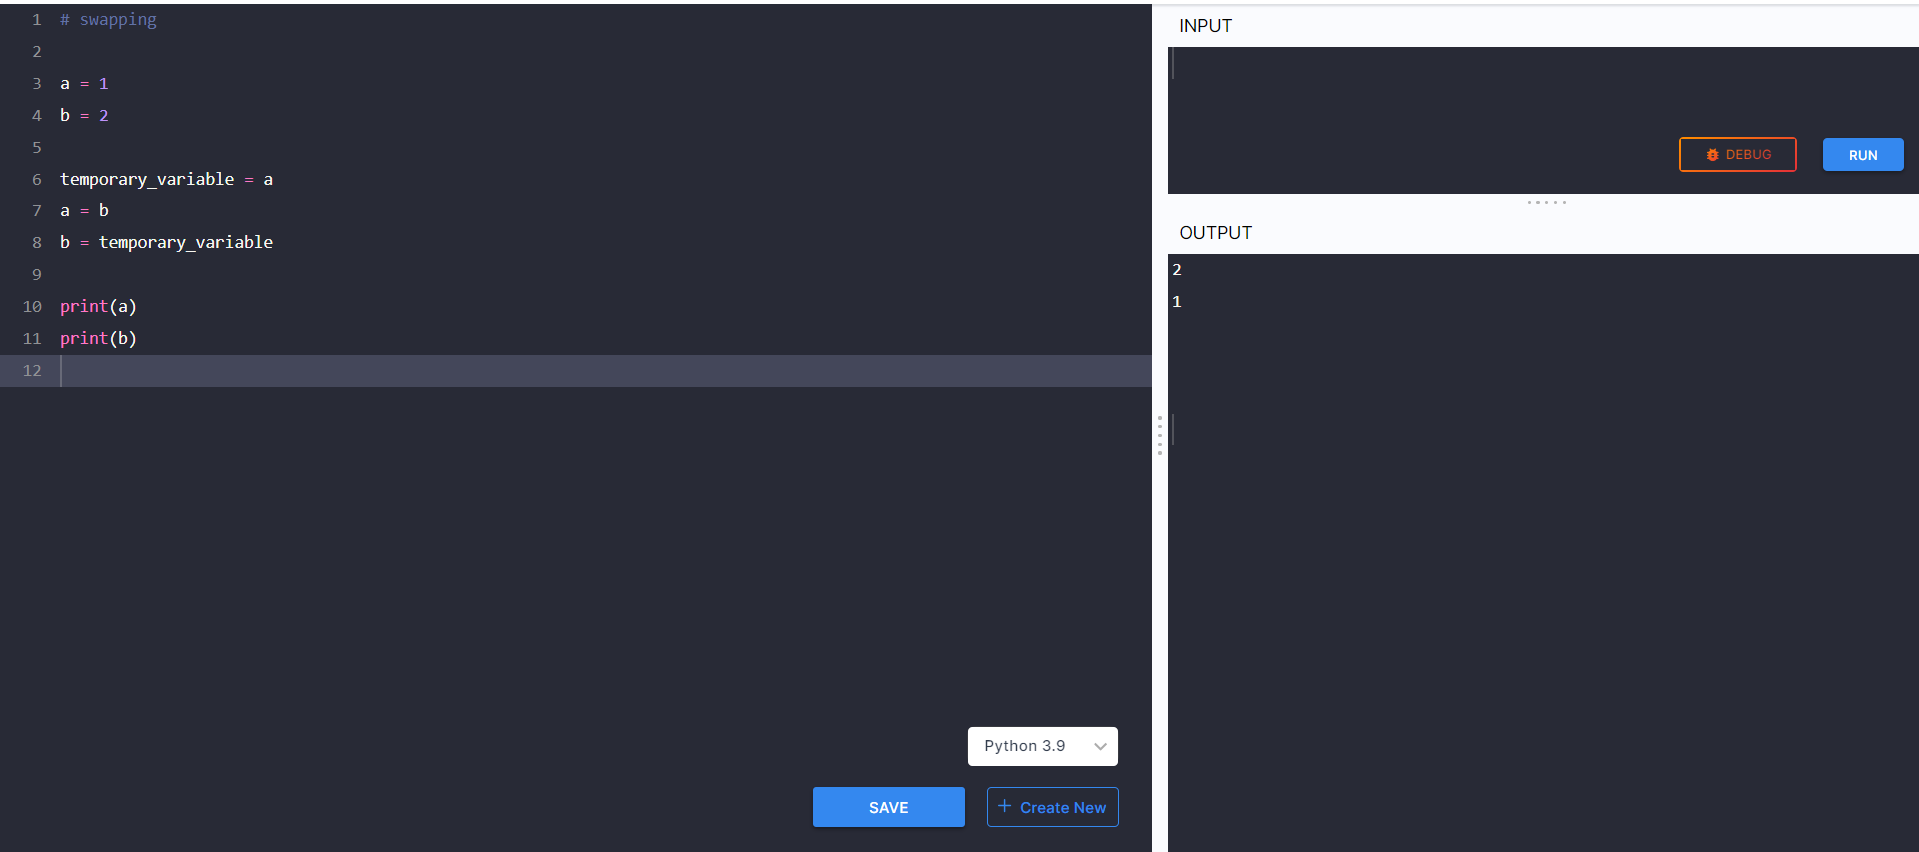 1 # swapping
2
3 a = 1
4 b = 2
5
6 temporary_variable = a
7 a = b
8 b = temporary_variable
9
10 print(a)
11 print(b)
12
Python 3.9
SAVE
+ Create New
INPUT
DEBUG
RUN
OUTPUT
2
1